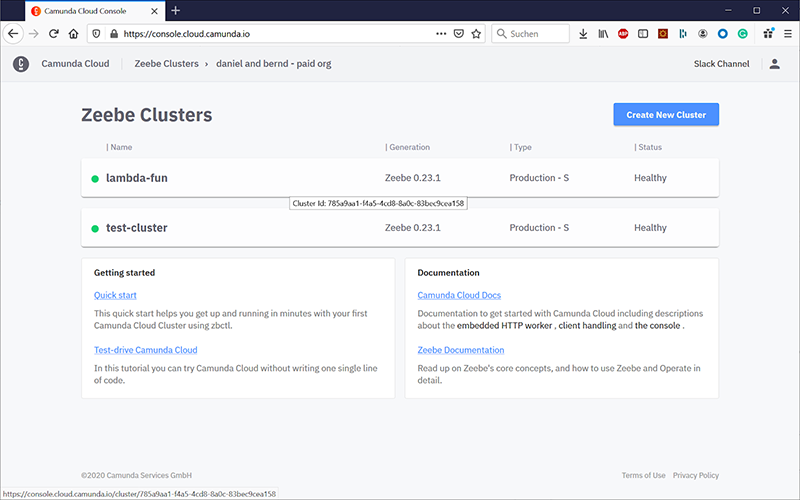 Camunda Cloud Console
https://console.cloud.camunda.io
Suchen
ABP
Camunda Cloud
Zeebe Clusters › daniel and bernd - paid org
Slack Channel
Zeebe Clusters
Create New Cluster
| Name | Generation | Type | Status
lambda-fun Zeebe 0.23.1 Production - S Healthy
Cluster Id: 785a9aa1-f4a5-4cd8-8a0c-83bec9cea158
test-cluster Zeebe 0.23.1 Production - S Healthy
Getting started
Quick start
This quick start helps you get up and running in minutes with your first
Camunda Cloud Cluster using zbctl.
Test-drive Camunda Cloud
In this tutorial you can try Camunda Cloud without writing one single line
of code.
Documentation
Camunda Cloud Docs
Documentation to get started with Camunda Cloud including descriptions
about the embedded HTTP worker , client handling and the console .
Zeebe Documentation
Read up on Zeebe's core concepts, and how to use Zeebe and Operate in
detail.
©2020 Camunda Services GmbH
Terms of Use Privacy Policy
https://console.cloud.camunda.io/cluster/785a9aa1-f4a5-4cd8-8a0c-83bec9cea158